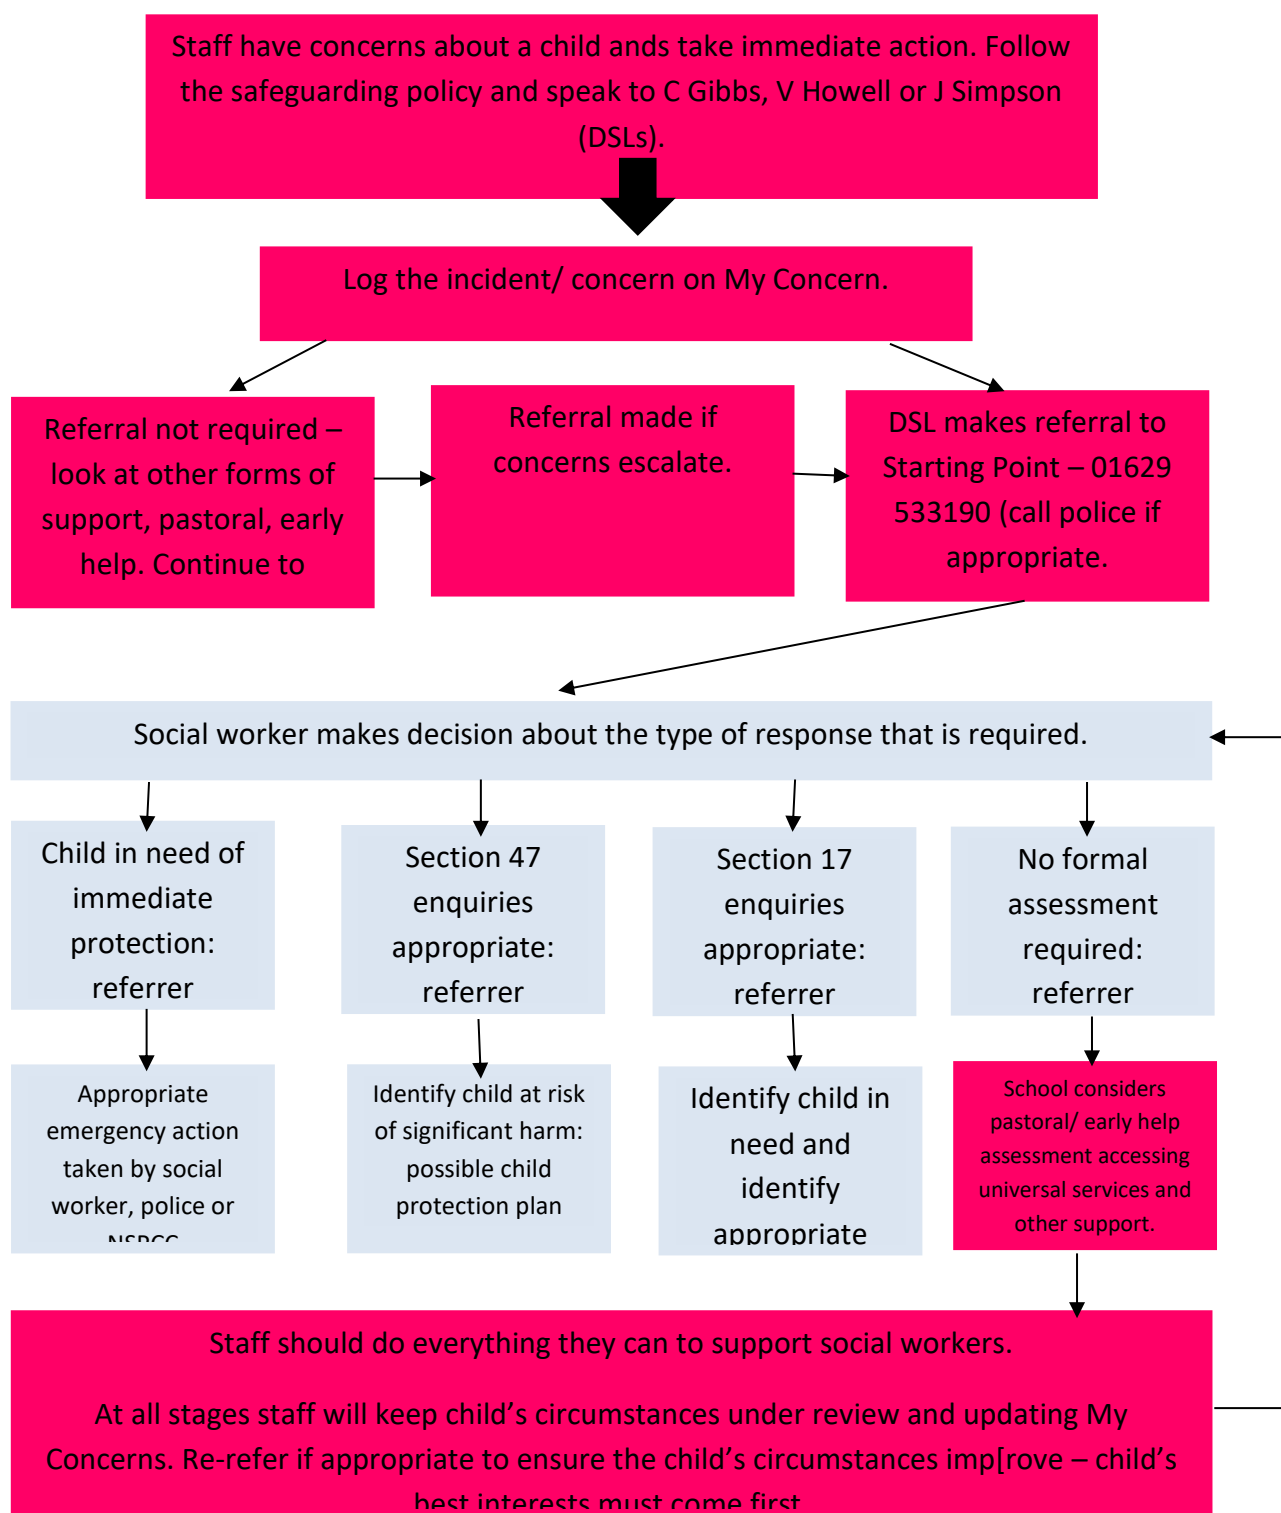 Staff have concerns about a child ands take immediate action. Follow
the safeguarding policy and speak to C Gibbs, V Howell or J Simpson
(DSLs).
Log the incident/ concern on My Concern.
Referral not required –
look at other forms of
support, pastoral, early
help. Continue to
Referral made if
concerns escalate.
DSL makes referral to
Starting Point – 01629
533190 (call police if
appropriate.
Social worker makes decision about the type of response that is required.
Child in need of
immediate
protection:
referrer
Section 47
enquiries
appropriate:
referrer
Section 17
enquiries
appropriate:
referrer
No formal
assessment
required:
referrer
Appropriate
emergency action
taken by social
worker, police or
NSPCC
Identify child at risk
of significant harm:
possible child
protection plan
Identify child in
need and
identify
appropriate
School considers
pastoral/ early help
assessment accessing
universal services and
other support.
Staff should do everything they can to support social workers.
At all stages staff will keep child’s circumstances under review and updating My
Concerns. Re-refer if appropriate to ensure the child’s circumstances imp[rove – child’s
best interests must come first